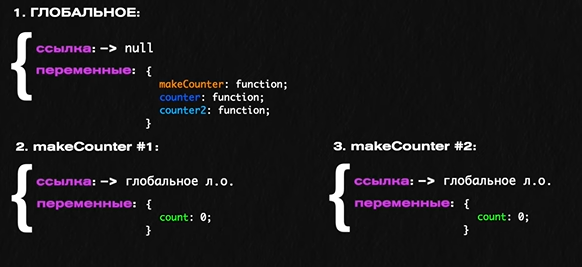 1. ГЛОБАЛЬНОЕ:
{ ссылка: -> null
переменные: {
makeCounter: function;
counter: function;
counter2: function;
}
2. makeCounter #1:
{ ссылка: -> глобальное л.о.
переменные: {
count: 0;
}
3. makeCounter #2:
{ ссылка: -> глобальное л.о.
переменные: {
count: 0;
}